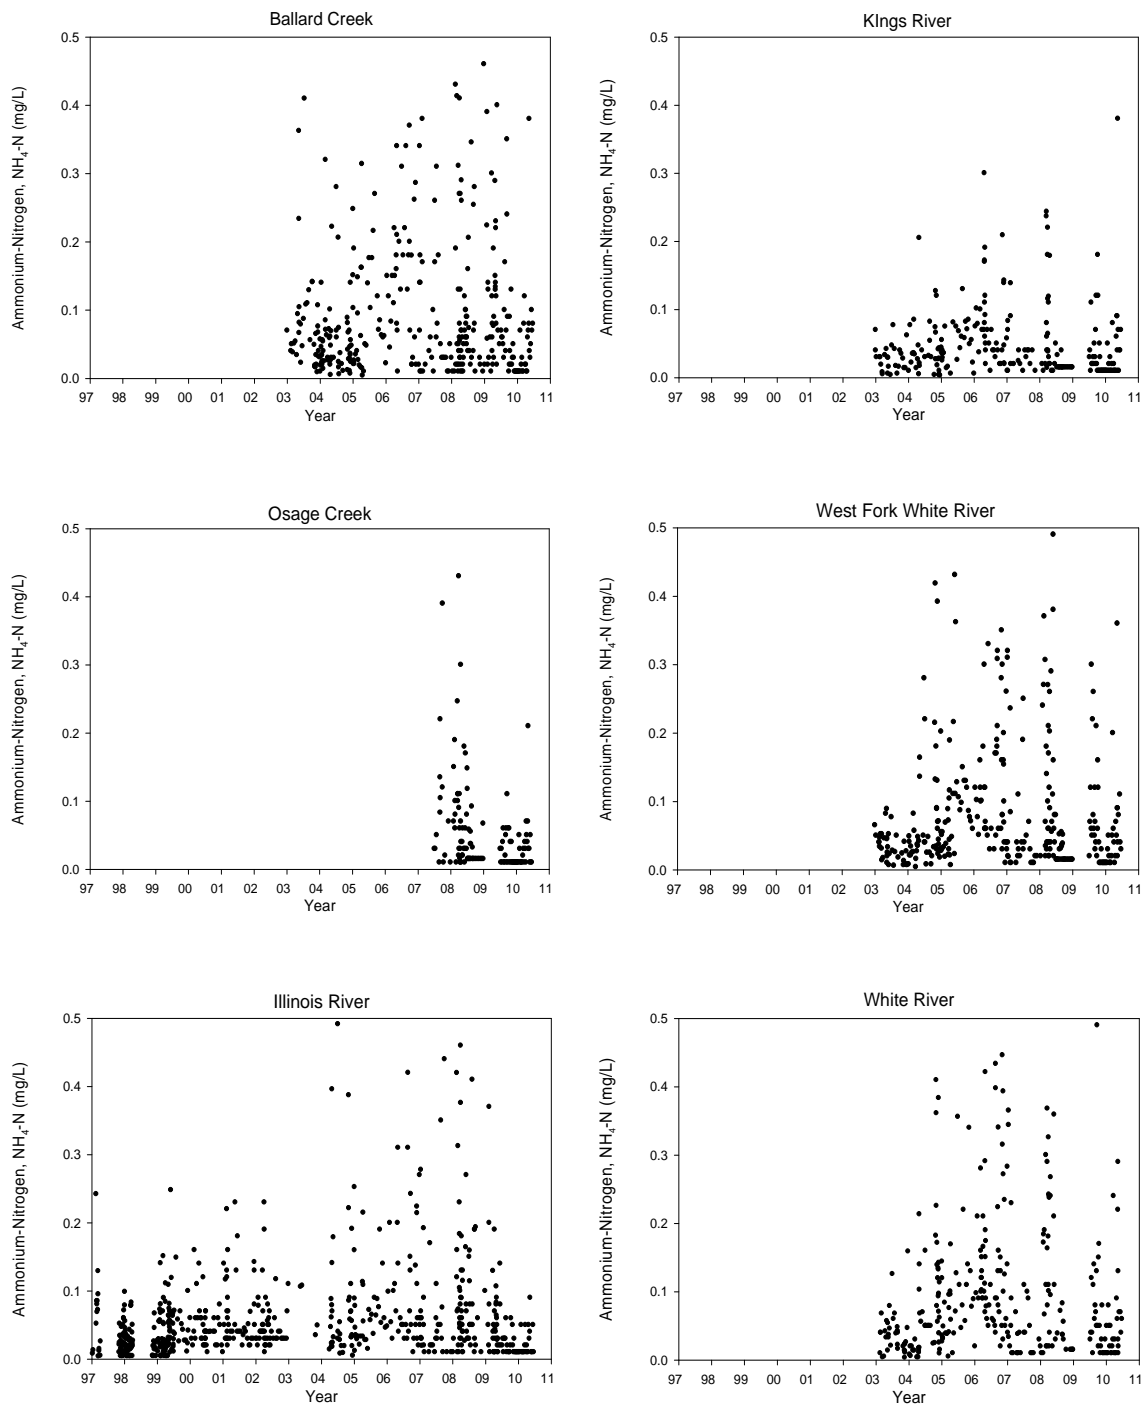 Ballard Creek
Ammonium-Nitrogen, NH4-N (mg/L)
0.5
0.4
0.3
0.2
0.1
0.0
97 98 99 00 01 02 03 04 05 06 07 08 09 10 11
Year
KIngs River
Ammonium-Nitrogen, NH4-N (mg/L)
0.5
0.4
0.3
0.2
0.1
0.0
97 98 99 00 01 02 03 04 05 06 07 08 09 10 11
Year
Osage Creek
Ammonium-Nitrogen, NH4-N (mg/L)
0.5
0.4
0.3
0.2
0.1
0.0
97 98 99 00 01 02 03 04 05 06 07 08 09 10 11
Year
West Fork White River
Ammonium-Nitrogen, NH4-N (mg/L)
0.5
0.4
0.3
0.2
0.1
0.0
97 98 99 00 01 02 03 04 05 06 07 08 09 10 11
Year
Illinois River
Ammonium-Nitrogen, NH4-N (mg/L)
0.5
0.4
0.3
0.2
0.1
0.0
97 98 99 00 01 02 03 04 05 06 07 08 09 10 11
Year
White River
Ammonium-Nitrogen, NH4-N (mg/L)
0.5
0.4
0.3
0.2
0.1
0.0
97 98 99 00 01 02 03 04 05 06 07 08 09 10 11
Year